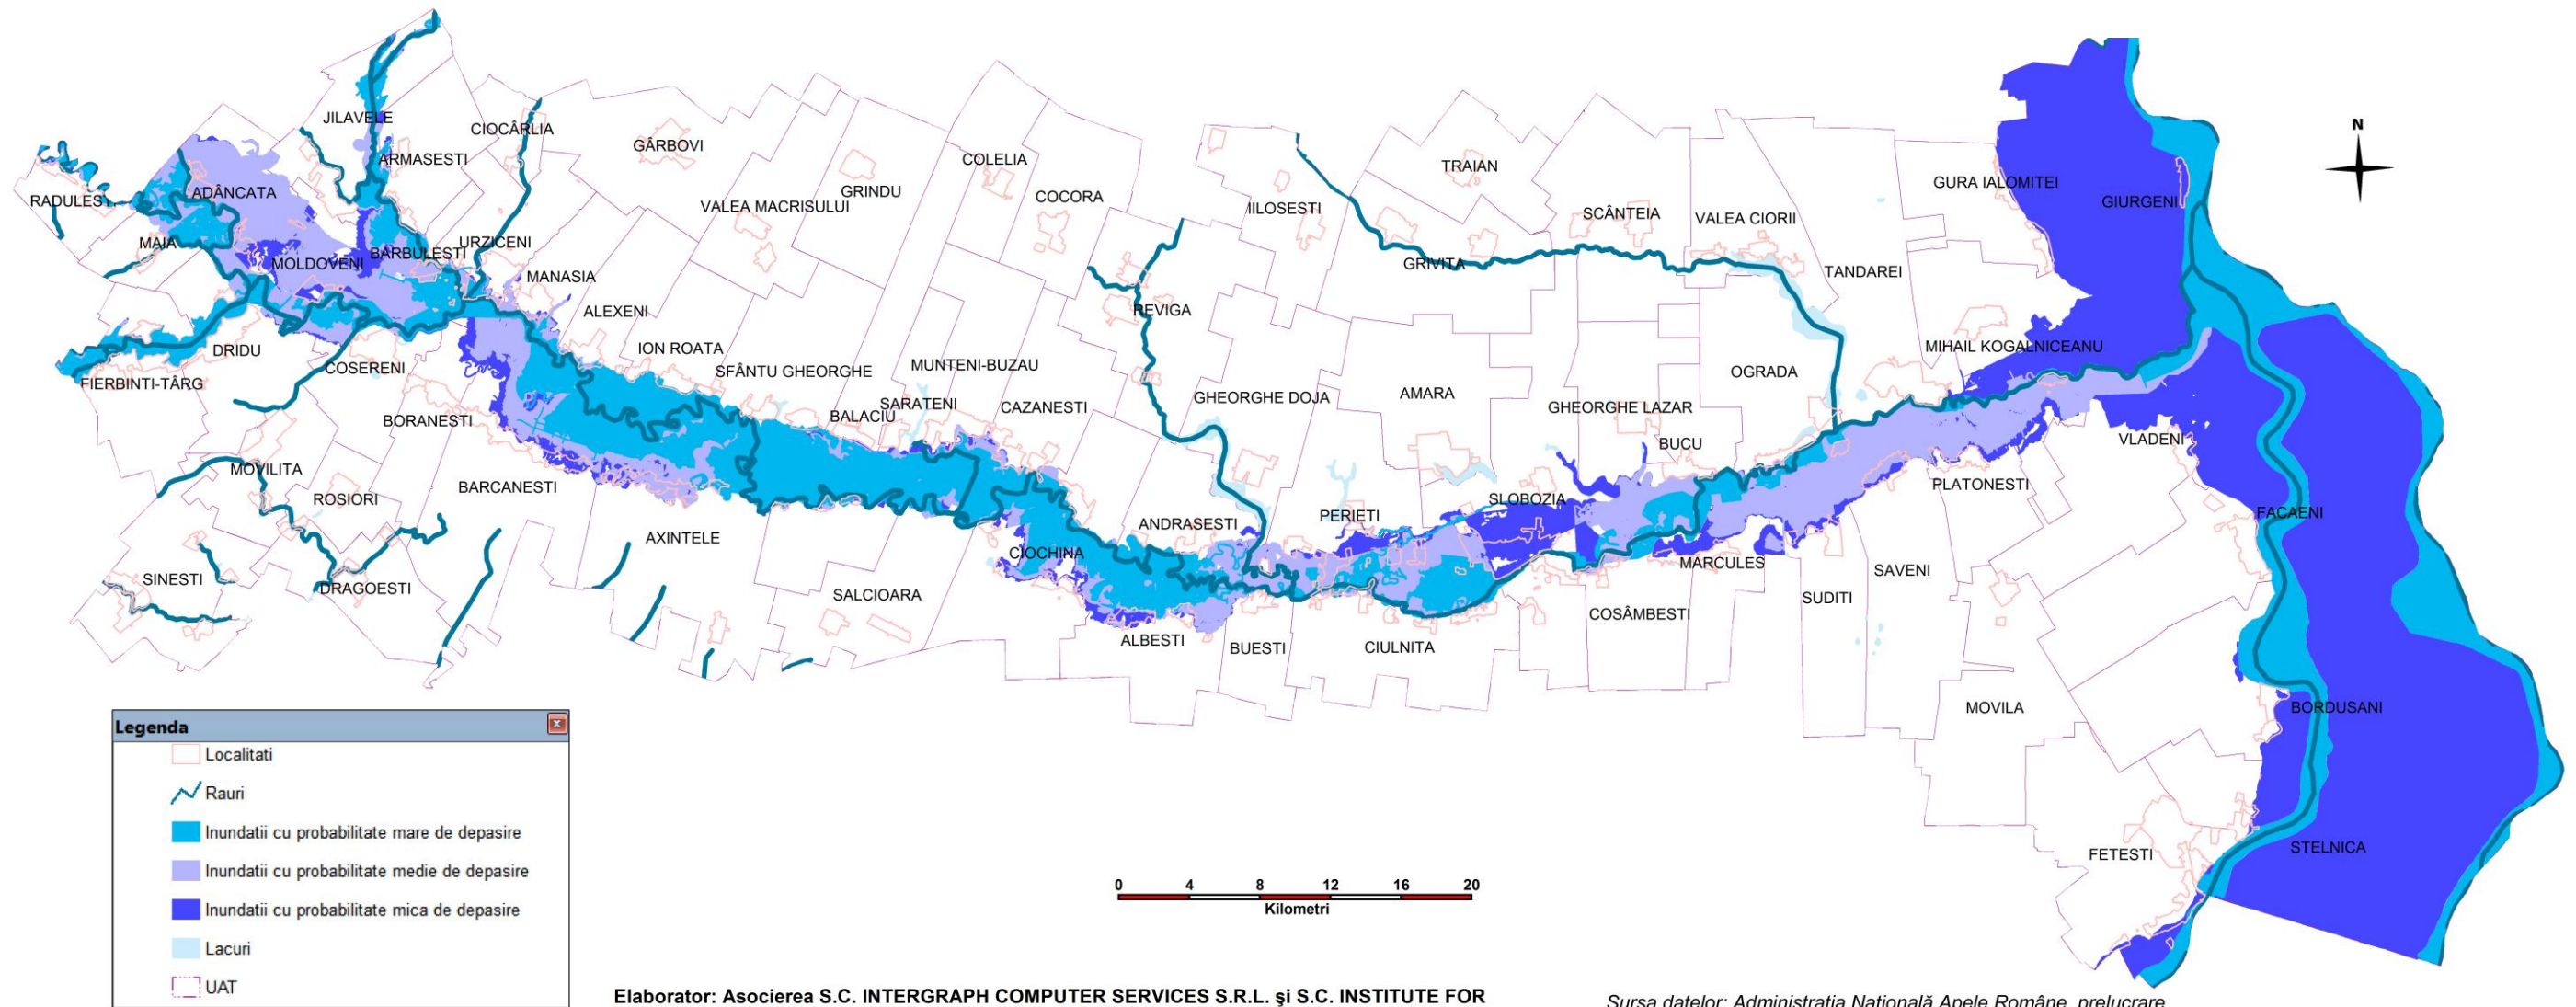 JILAVELE
CIOCÂRLIA
GÂRBOVI
ARMASESTI
COLELIA
TRAIAN
N
GURA IALOMITEI
RADULEST
ADÂNCATA
GRINDU
COCORA
GIURGENI
VALEA MACRISULUI
IILOSESTI
SCÂNTEIA
VALEA CIORII
MAIA
URZICENI
BARBULESTI
MOLDOVENI
MANASIA
GRIVITA
TANDAREI
ALEXENI
REVIGA
DRIDU
ION ROATA
MIHAIL KOGALNICEANU
COSERENI
SFÂNTU GHEORGHE
MUNTENI-BUZAU
OGRADA
FIERBINTI-TÂRG
GHEORGHE DOJA
AMARA
SARATENI
CAZANESTI
GHEORGHE LAZAR
BORANESTI
BALACIU
BUCU
VLADENI
MOVILITA
ROSIORI
BARCANESTI
PLATONESTI
SLOBOZIA
PERIETI
FACAENI
AXINTELE
ANDRASESTI
CIOCHINA
MARCULES
SAVENI
SINESTI
DRAGOESTI
SALCIOARA
SUDITI
COSÂMBESTI
ALBESTI
BUESTI
CIULNITA
MOVILA
BORDUSANI
FETESTI
STELNICA
Legenda
x
Localitati
Rauri
Inundatii cu probabilitate mare de depasire
Inundatii cu probabilitate medie de depasire
Inundatii cu probabilitate mica de depasire
Lacuri
UAT
0 4 8 12 16 20
Kilometri
Elaborator: Asocierea S.C. INTERGRAPH COMPUTER SERVICES S.R.L. şi S.C. INSTITUTE FOR
Sursa datelor: Administraţia Naţională Apele Române, prelucrare